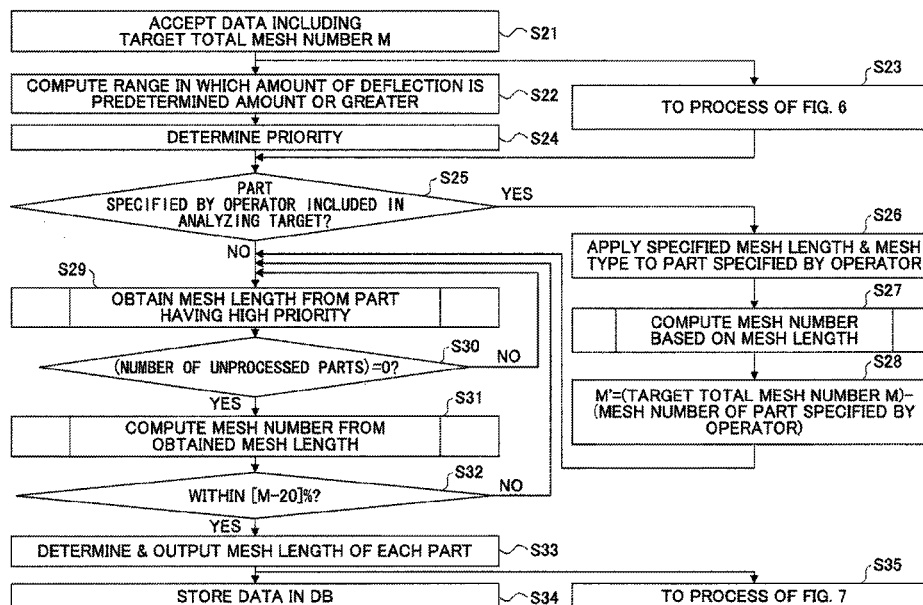 ACCEPT DATA INCLUDING
TARGET TOTAL MESH NUMBER M
S21
S23
COMPUTE RANGE IN WHICH AMOUNT OF DEFLECTION IS
PREDETERMINED AMOUNT OR GREATER
S22
TO PROCESS OF FIG. 6
DETERMINE PRIORITY
S24
S25
PART
SPECIFIED BY OPERATOR INCLUDED IN
ANALYZING TARGET?
YES
NO
S26
APPLY SPECIFIED MESH LENGTH & MESH
TYPE TO PART SPECIFIED BY OPERATOR
S29
OBTAIN MESH LENGTH FROM PART
HAVING HIGH PRIORITY
S27
COMPUTE MESH NUMBER
BASED ON MESH LENGTH
S30
(NUMBER OF UNPROCESSED PARTS)=0?
NO
YES
S28
M'=(TARGET TOTAL MESH NUMBER M)-
(MESH NUMBER OF PART SPECIFIED BY
OPERATOR)
S31
COMPUTE MESH NUMBER FROM
OBTAINED MESH LENGTH
S32
WITHIN [M-20]%?
NO
YES
DETERMINE & OUTPUT MESH LENGTH OF EACH PART
S33
S35
STORE DATA IN DB
S34
TO PROCESS OF FIG. 7